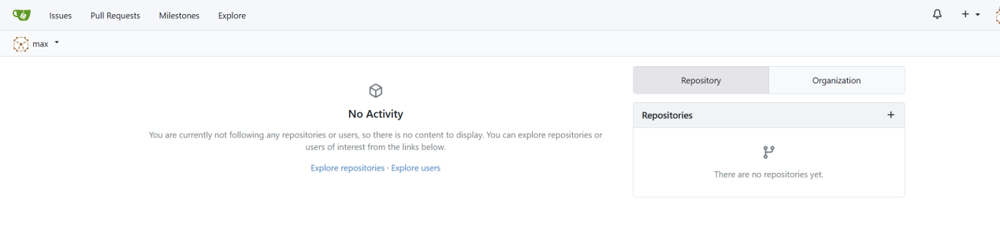 Issues Pull Requests Milestones Explore
max
Repository Organization
No Activity
You are currently not following any repositories or users, so there is no content to display. You can explore repositories or
users of interest from the links below.
Explore repositories · Explore users
Repositories
There are no repositories yet.